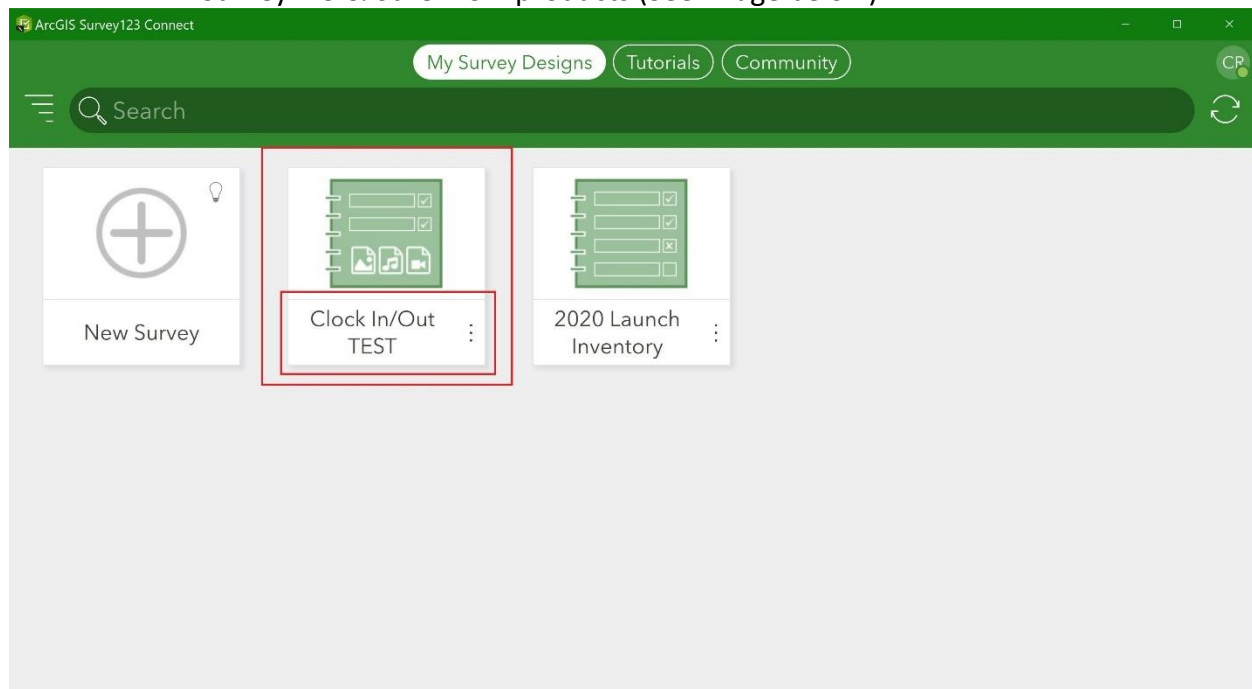 ArcGIS Survey123 Connect
My Survey Designs Tutorials Community
CP
Search
New Survey
Clock In/Out
TEST
2020 Launch
Inventory